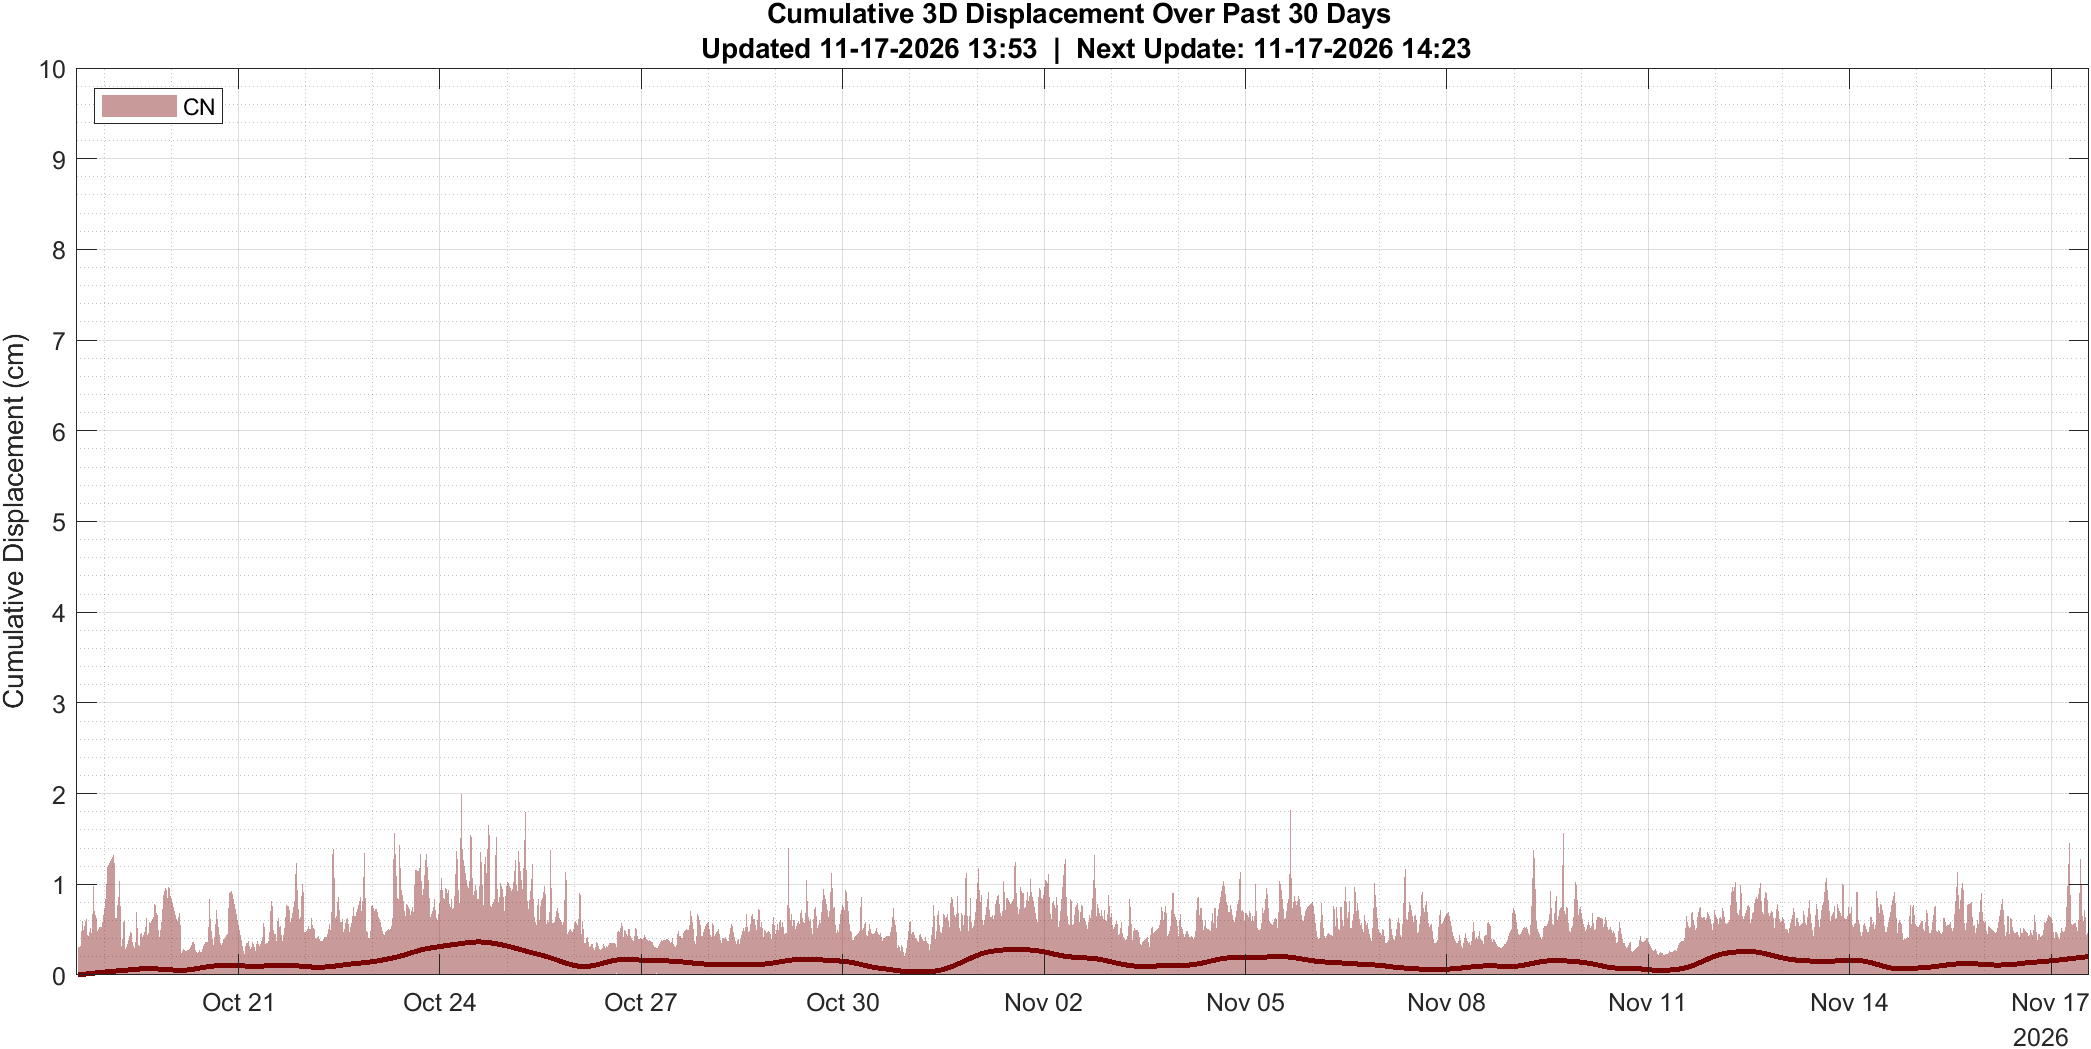 Cumulative 3D Displacement Over Past 30 Days
Updated 11-17-2026 13:53 | Next Update: 11-17-2026 14:23
CN
Cumulative Displacement (cm)
10
9
8
7
6
5
4
3
2
1
0
Oct 21 Oct 24 Oct 27 Oct 30 Nov 02 Nov 05 Nov 08 Nov 11 Nov 14 Nov 17
2026